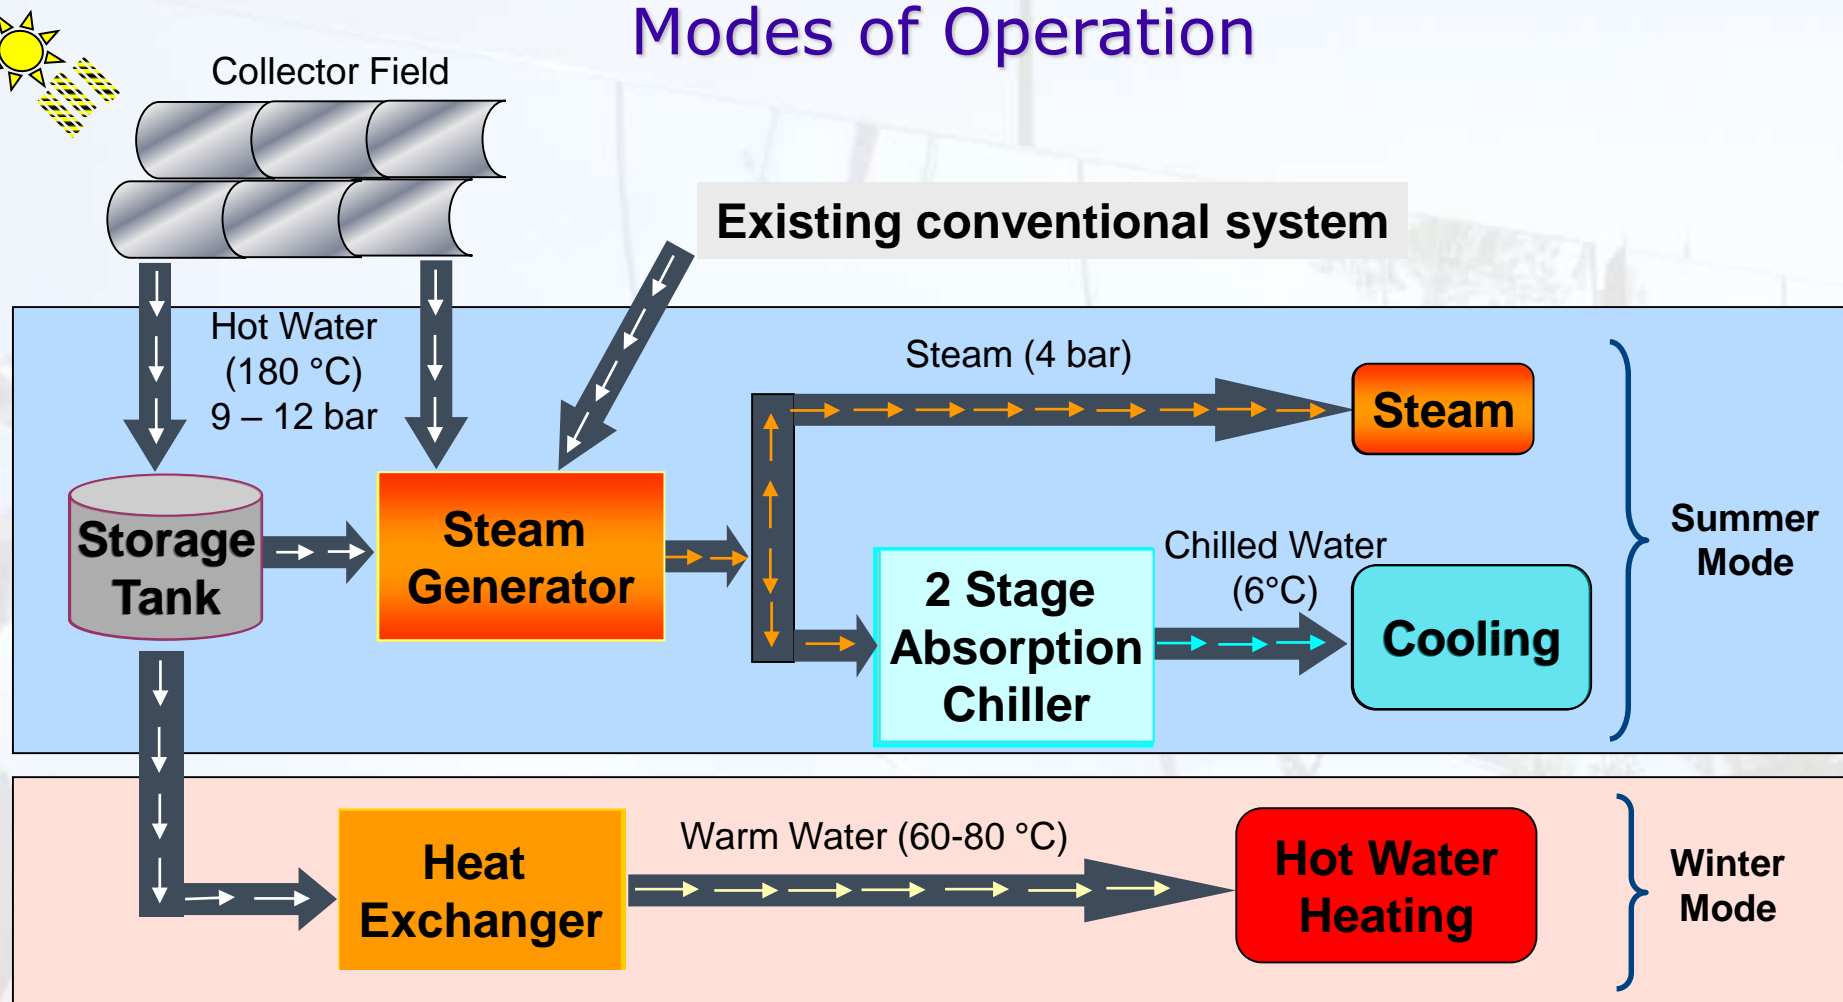 Modes of Operation
Collector Field
Existing conventional system
Hot Water
(180 °C)
9 – 12 bar
Steam (4 bar)
Steam
Storage
Tank
Steam
Generator
2 Stage
Absorption
Chiller
Chilled Water
(6°C)
Cooling
Summer
Mode
Heat
Exchanger
Warm Water (60-80 °C)
Hot Water
Heating
Winter
Mode